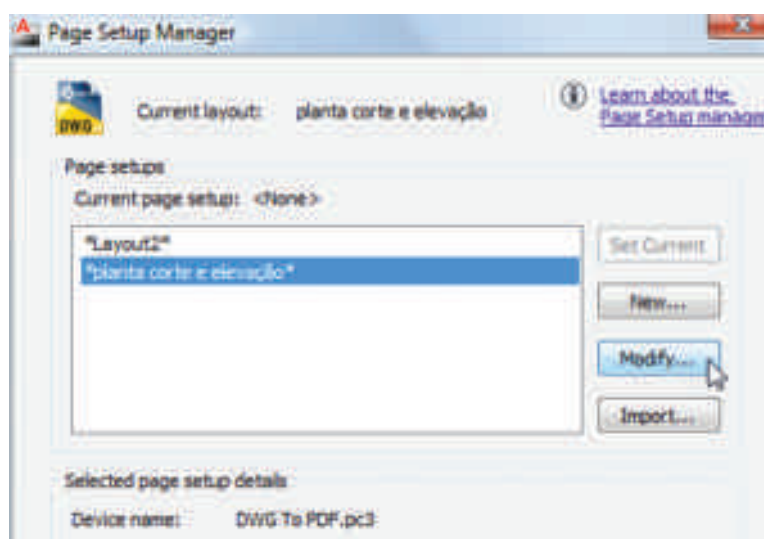 Page Setup Manager
DWG
Current layout: planta corte e elevação
Learn about the
Page Setup manager
Page setups
Current page setup: <None>
*Layout2*
*planta corte e elevação*
Set Current
New...
Modify...
Import...
Selected page setup details
Device name: DWG To PDF.pc3